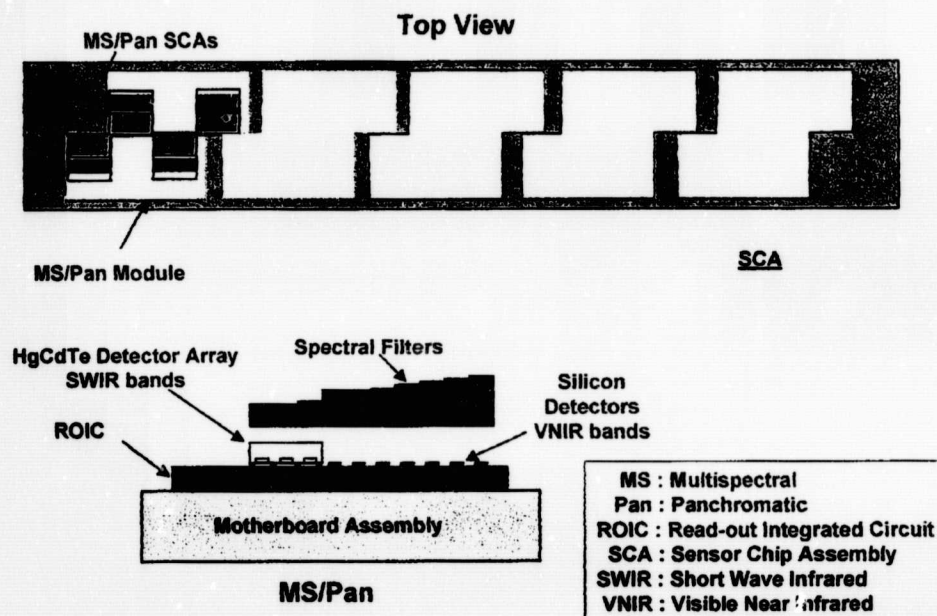 Top View
MS/Pan SCAs
MS/Pan Module
SCA
HgCdTe Detector Array
SWIR bands
Spectral Filters
Silicon
Detectors
VNIR bands
ROIC
Motherboard Assembly
MS/Pan
MS : Multispectral
Pan : Panchromatic
ROIC : Read-out Integrated Circuit
SCA : Sensor Chip Assembly
SWIR : Short Wave Infrared
VNIR : Visible Near Infrared